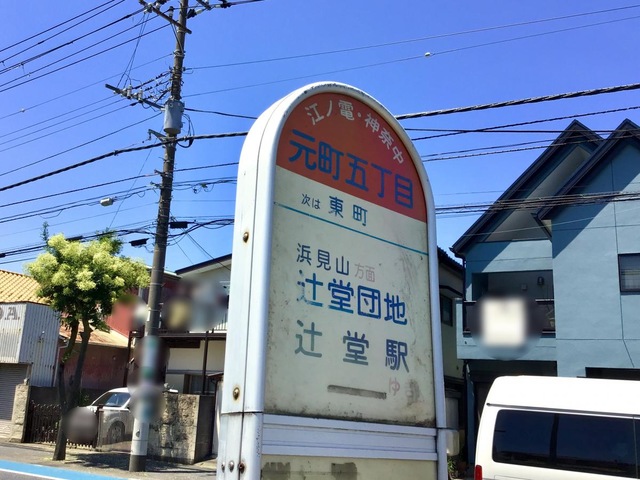 江ノ電・神奈中
元町五丁目
次は 東町
浜見山方面
辻堂団地
辻堂駅
ゆ